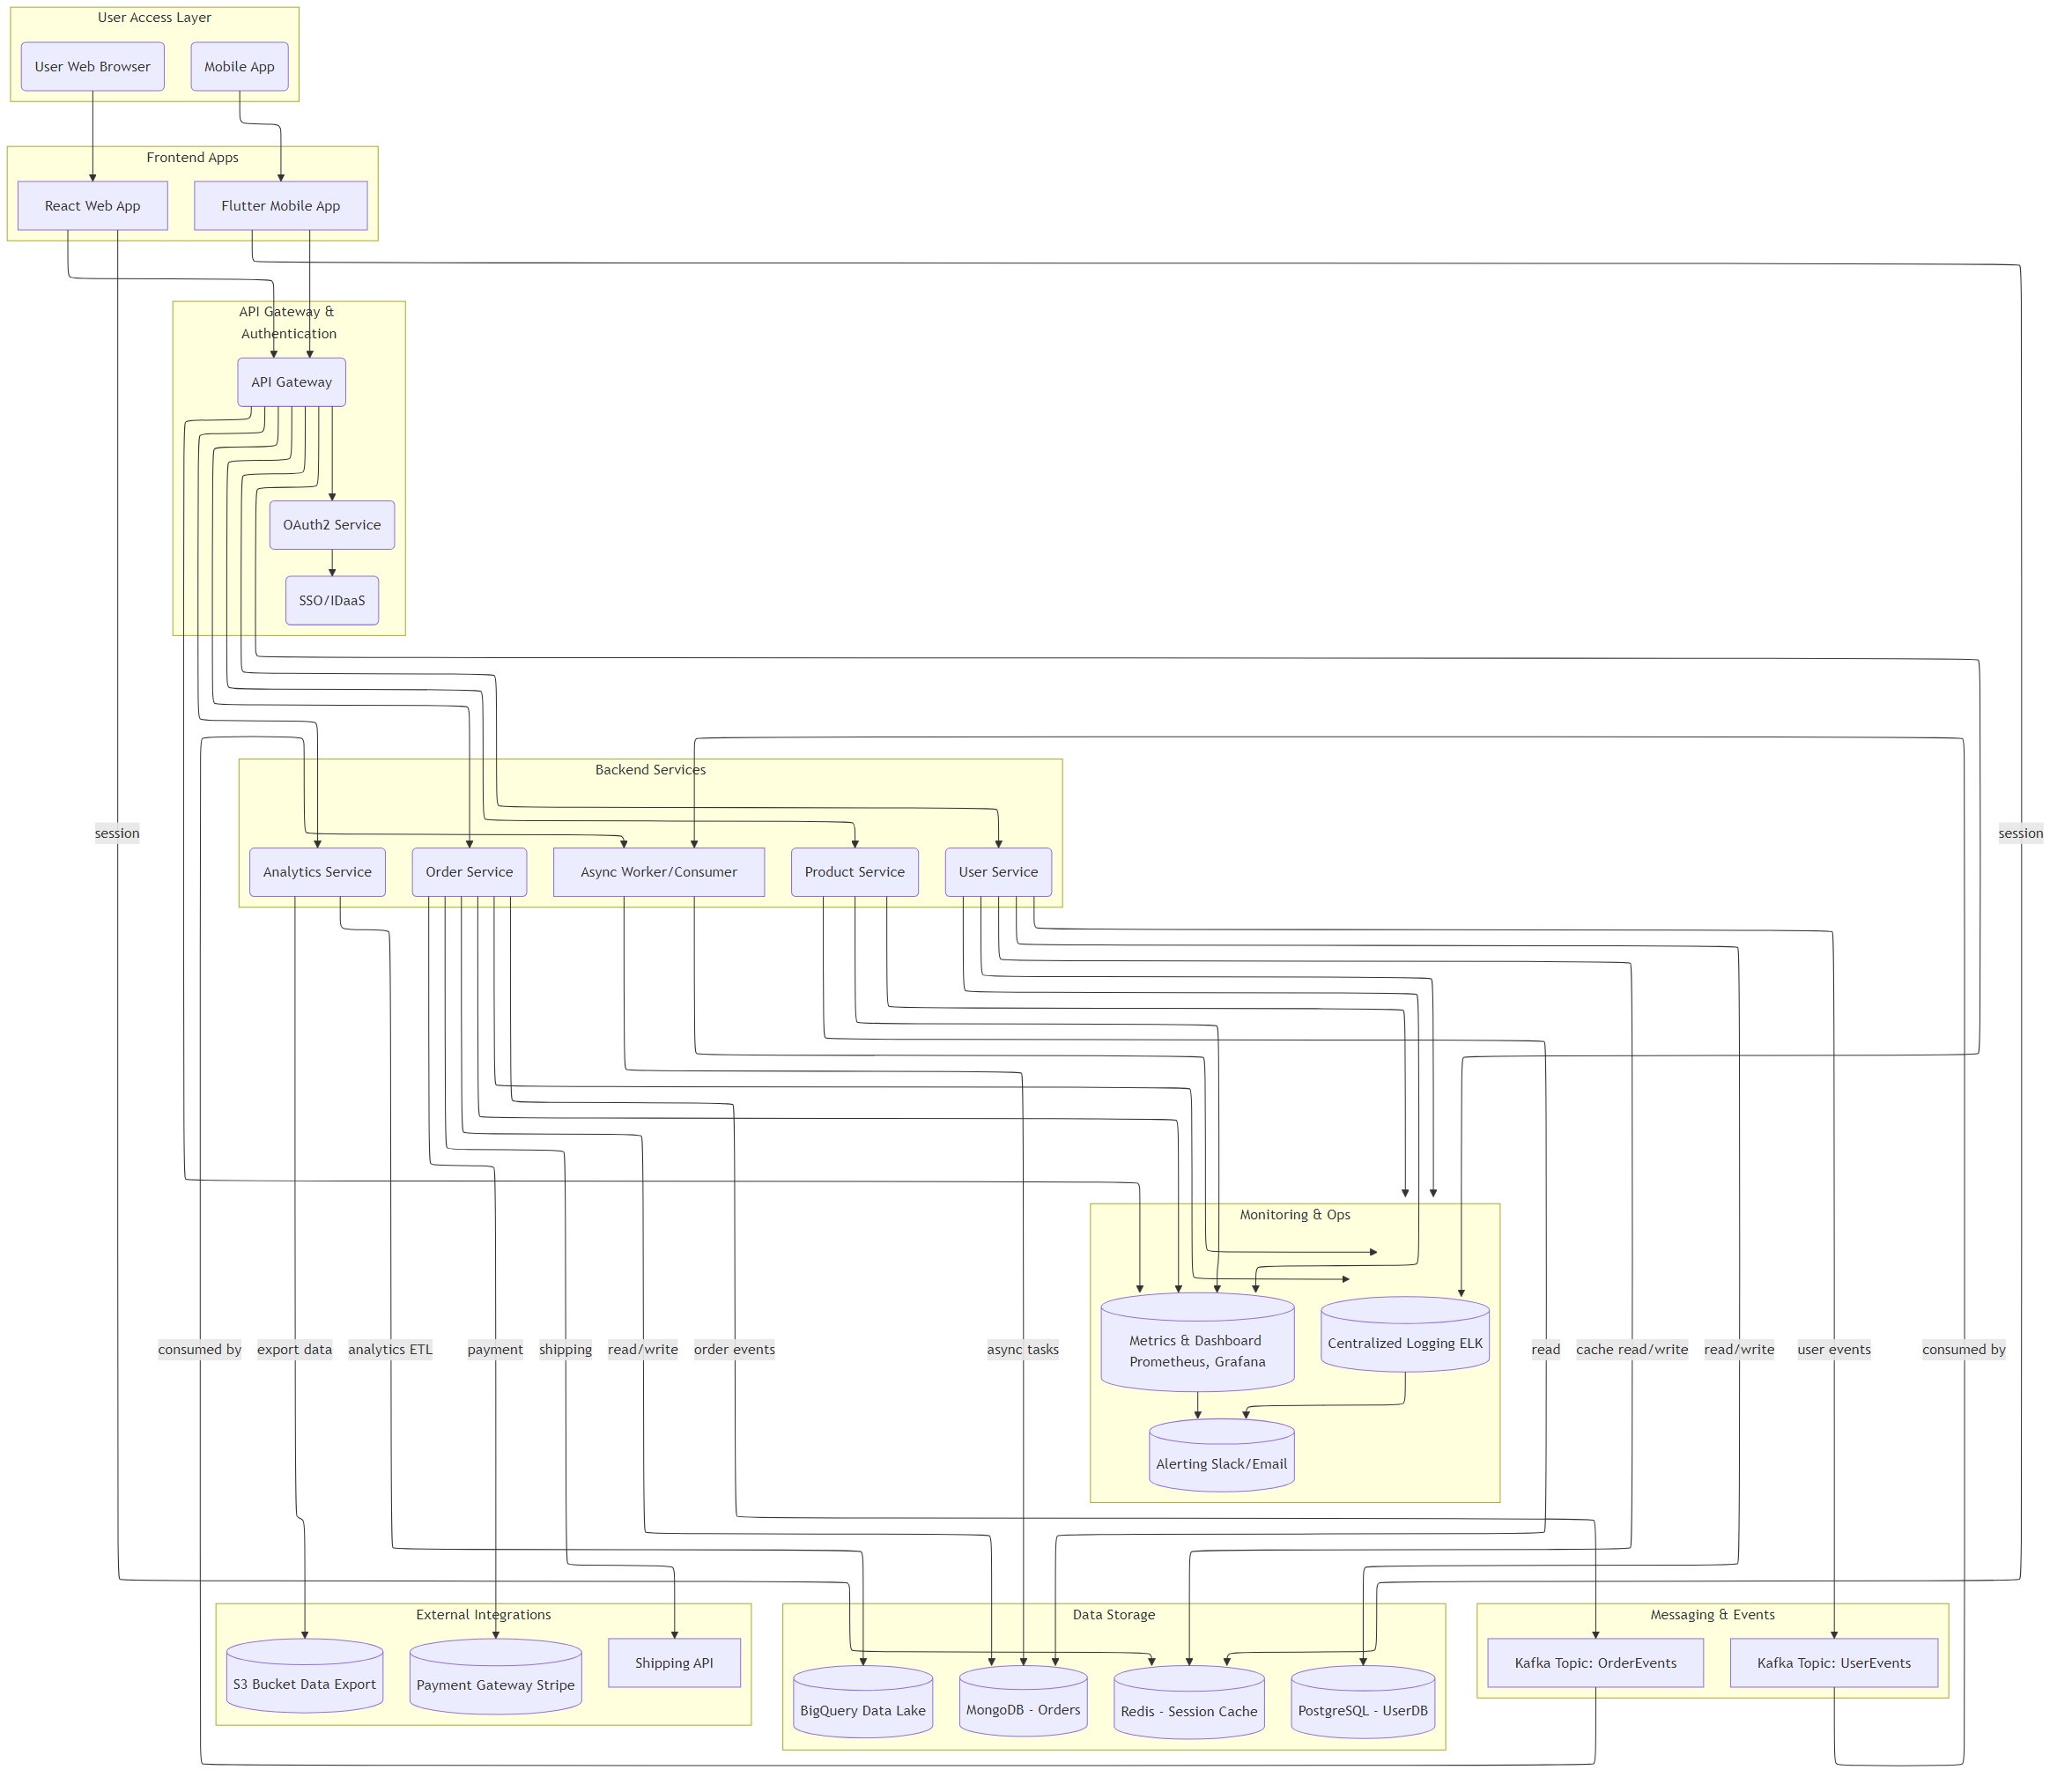 User Access Layer
User Web Browser
Mobile App
Frontend Apps
React Web App
Flutter Mobile App
API Gateway &
Authentication
API Gateway
OAuth2 Service
SSO/IDaaS
Backend Services
session
session
Analytics Service
Order Service
Async Worker/Consumer
Product Service
User Service
Monitoring & Ops
Metrics & Dashboard
Prometheus, Grafana
Centralized Logging ELK
consumed by
export data
analytics ETL
payment
shipping
read/write
order events
async tasks
read
cache read/write
read/write
user events
consumed by
Alerting Slack/Email
External Integrations
S3 Bucket Data Export
Payment Gateway Stripe
Shipping API
Data Storage
BigQuery Data Lake
MongoDB - Orders
Redis - Session Cache
PostgreSQL - UserDB
Messaging & Events
Kafka Topic: OrderEvents
Kafka Topic: UserEvents